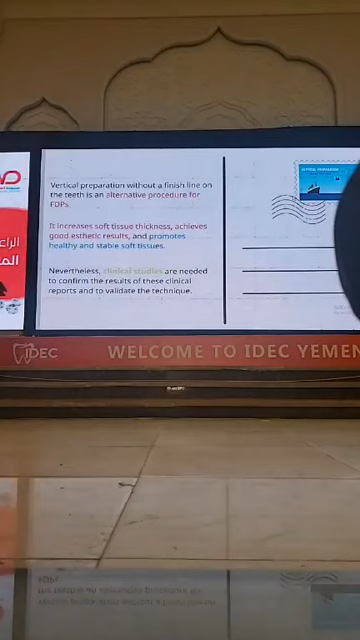 Vertical preparation without a finish line on
the teeth is an alternative procedure for
FDPs.
It increases soft tissue thickness, achieves
good esthetic results, and promotes
healthy and stable soft tissues.
Nevertheless, clinical studies are needed
to confirm the results of these clinical
reports and to validate the technique.
VERTICAL PREPARATION
IDEC
WELCOME TO IDEC YEMEN